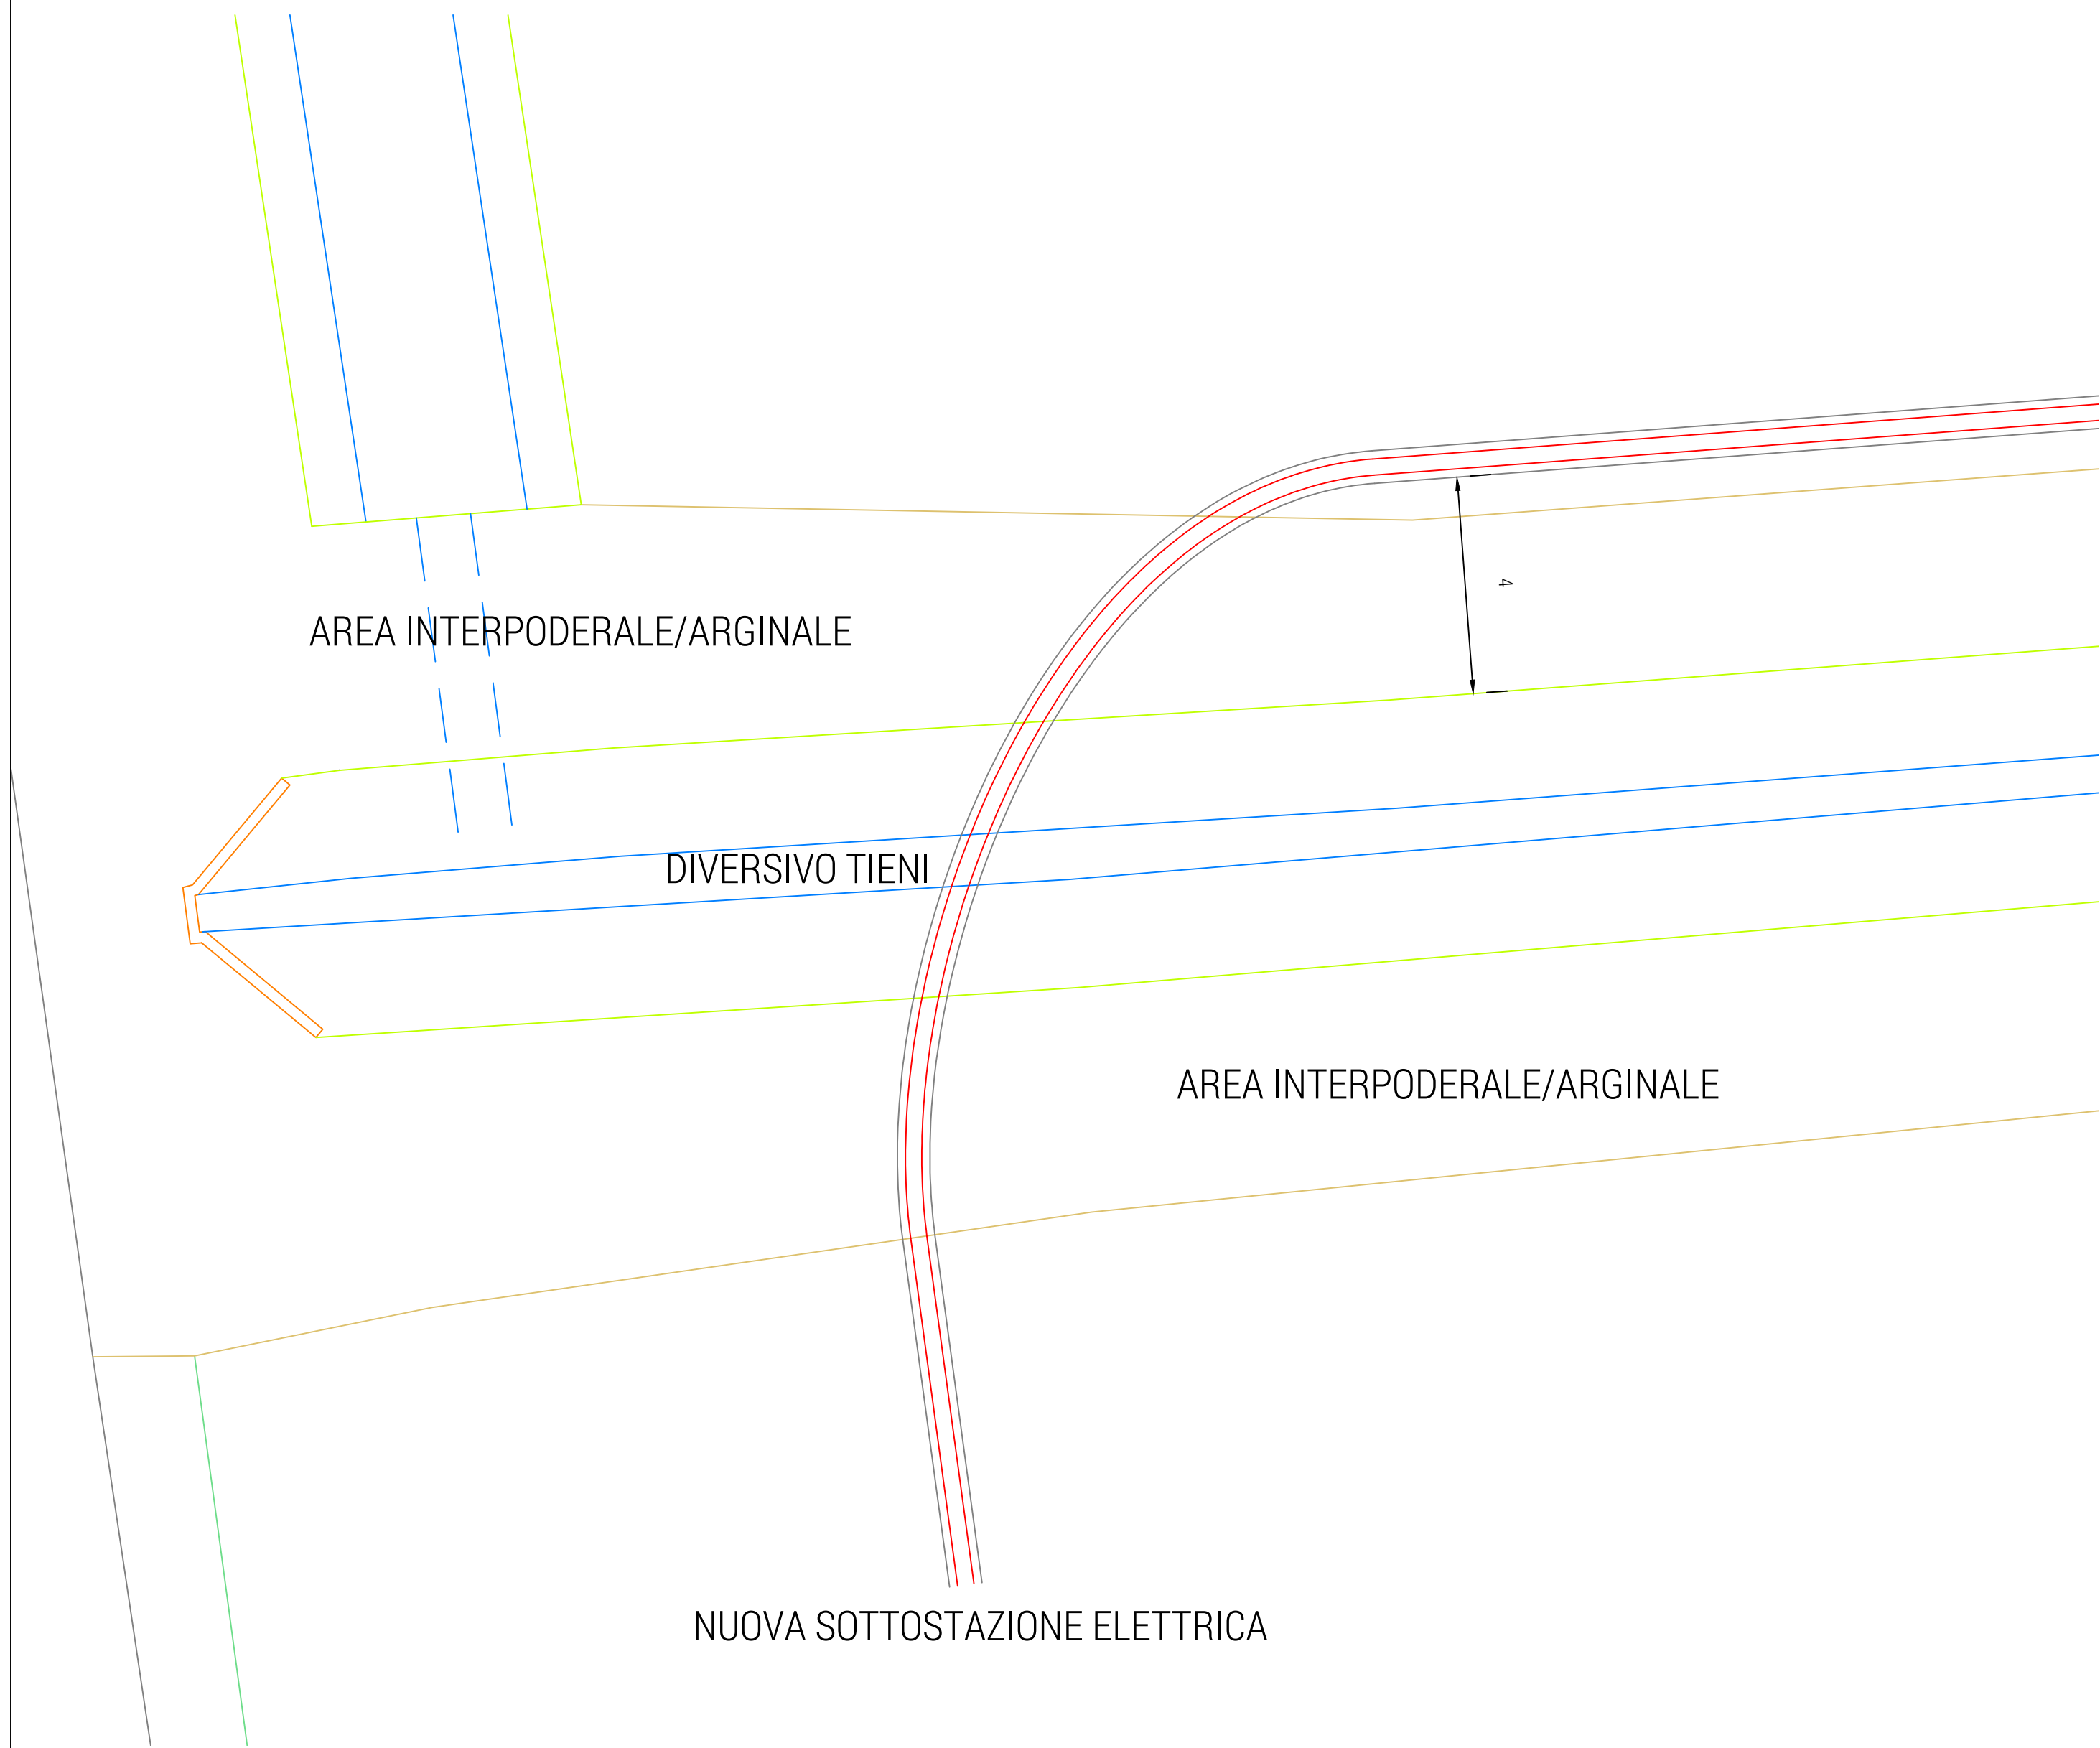 4
AREA INTERPODERALE/ARGINALE
DIVERSIVO TIENI
AREA INTERPODERALE/ARGINALE
NUOVA SOTTOSTAZIONE ELETTRICA